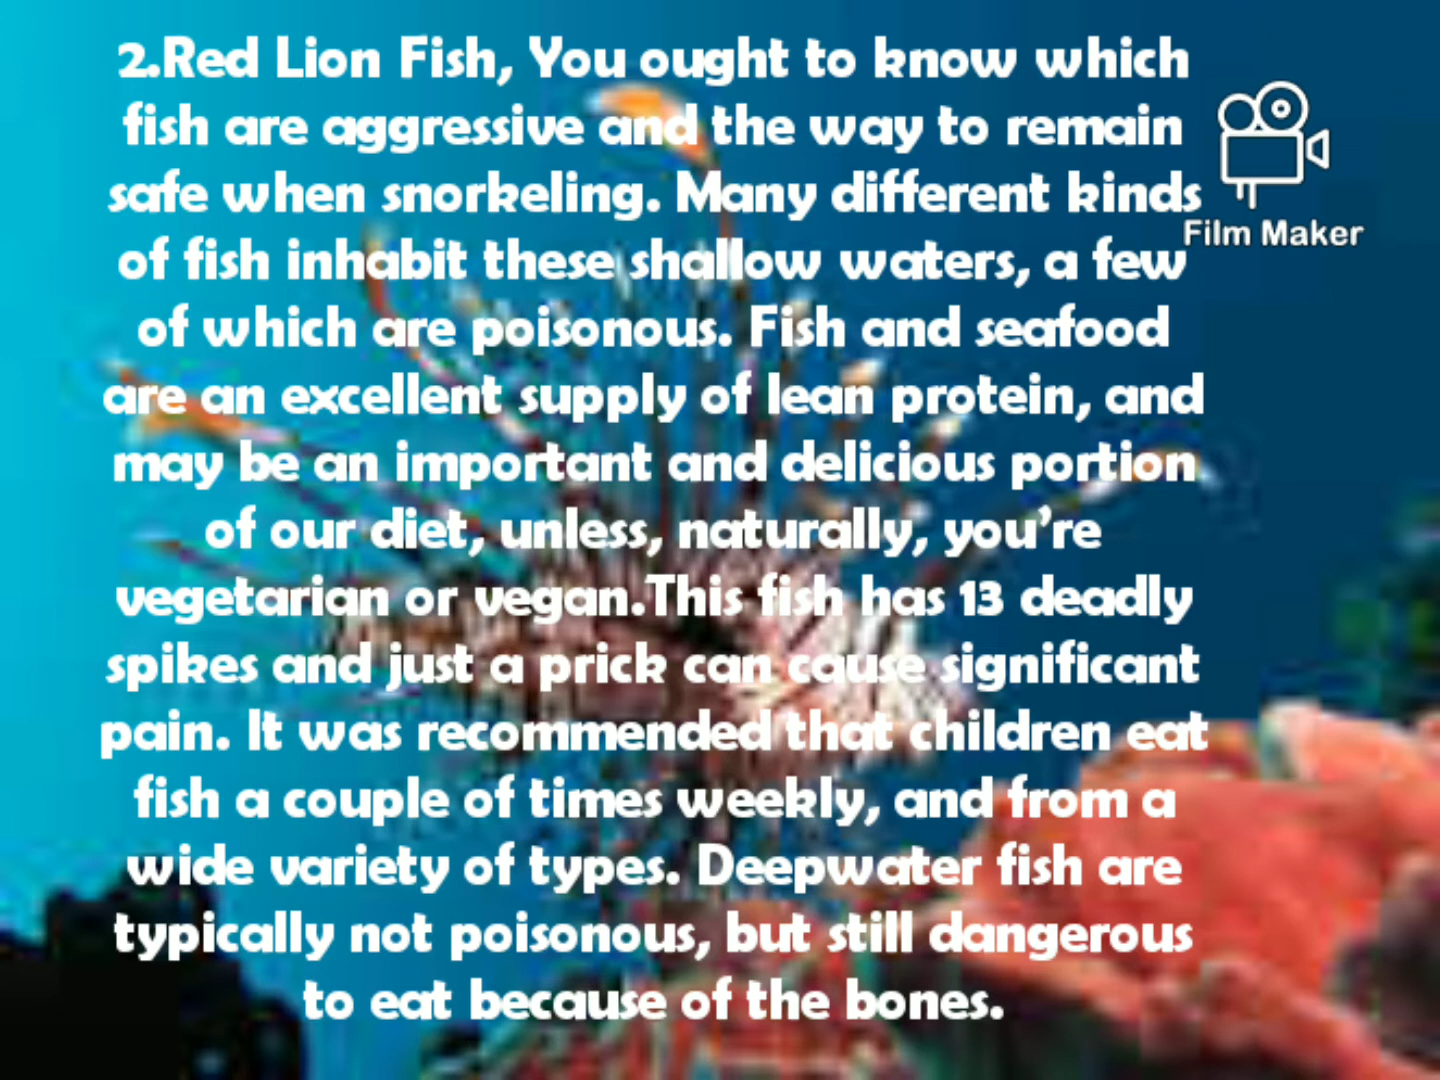 2.Red Lion Fish, You ought to know which
fish are aggressive and the way to remain
safe when snorkeling. Many different kinds
of fish inhabit these shallow waters, a few
of which are poisonous. Fish and seafood
are an excellent supply of lean protein, and
may be an important and delicious portion
of our diet, unless, naturally, you're
vegetarian or vegan.This fish has 13 deadly
spikes and just a prick can cause significant
pain. It was recommended that children eat
fish a couple of times weekly, and from a
wide variety of types. Deepwater fish are
typically not poisonous, but still dangerous
to eat because of the bones.
Film Maker